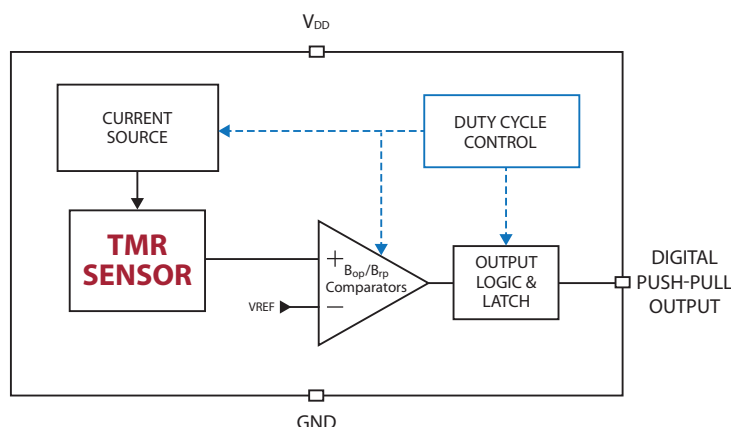 VDD
CURRENT
SOURCE
DUTY CYCLE
CONTROL
TMR
SENSOR
+
Bop/Brp
Comparators
VREF
−
OUTPUT
LOGIC &
LATCH
DIGITAL
PUSH-PULL
OUTPUT
GND